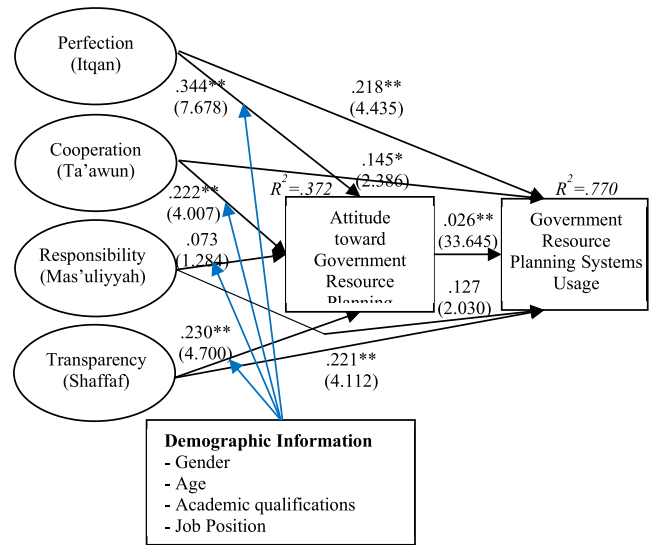 Perfection
(Itqan)
.344**
(7.678)
.218**
(4.435)
Cooperation
(Ta'awun)
.222**
(4.007)
.145*
(2.386)
R²=.372
R²=.770
Attitude
toward
Government
Resource
Planning
.026**
(33.645)
Government
Resource
Planning Systems
Usage
Responsibility
(Mas'uliyyah)
.073
(1.284)
.127
(2.030)
Transparency
(Shaffaf)
.230**
(4.700)
.221**
(4.112)
Demographic Information
- Gender
- Age
- Academic qualifications
- Job Position